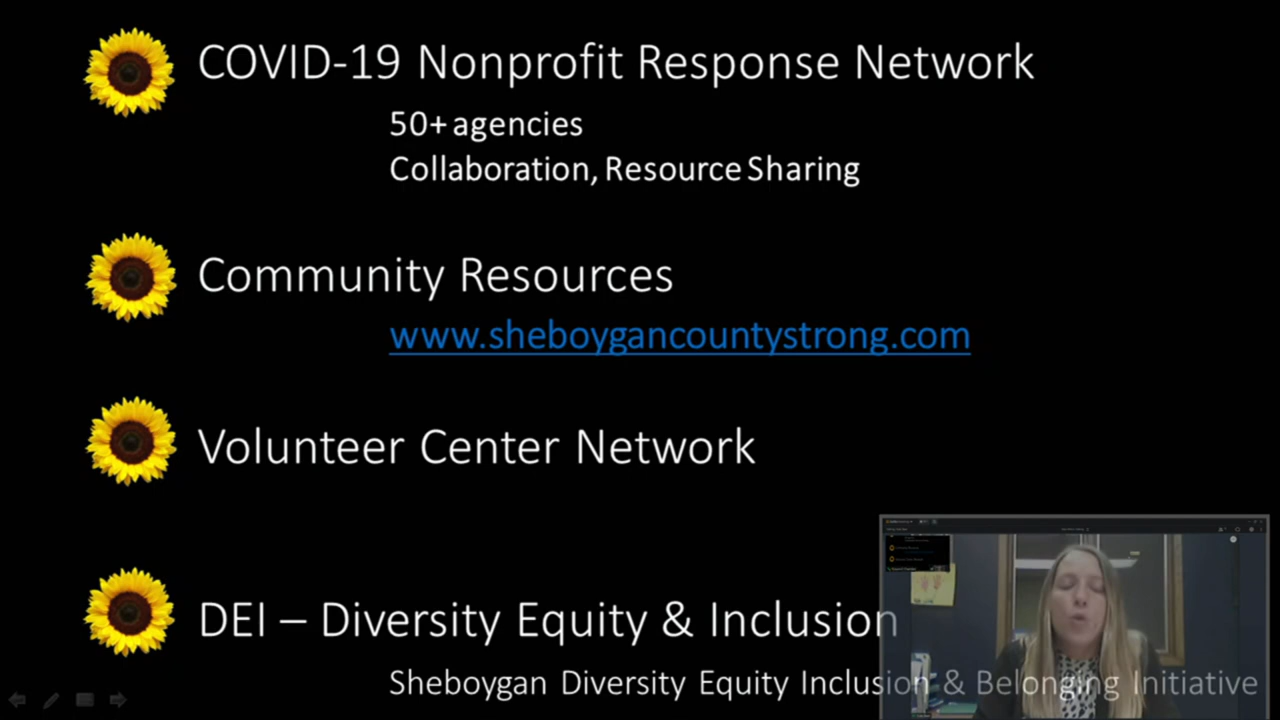 COVID-19 Nonprofit Response Network
50+ agencies
Collaboration, Resource Sharing
Community Resources
www.sheboygancountystrong.com
Volunteer Center Network
DEI – Diversity Equity & Inclusion
Sheboygan Diversity Equity Inclusion & Belonging Initiative